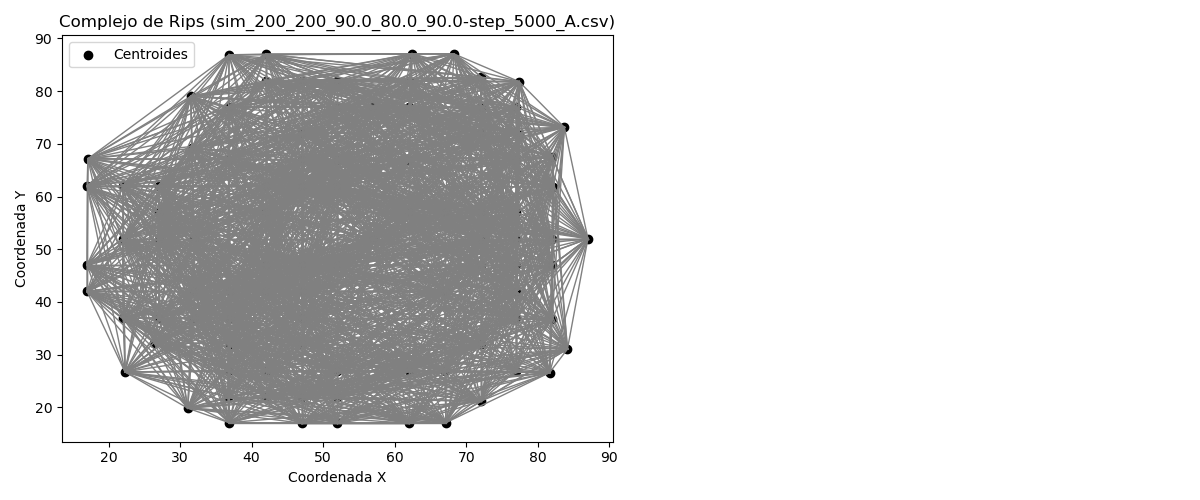 Complejo de Rips (sim_200_200_90.0_80.0_90.0-step_5000_A.csv)
Centroides
Coordenada Y
90
80
70
60
50
40
30
20
20 30 40 50 60 70 80 90
Coordenada X